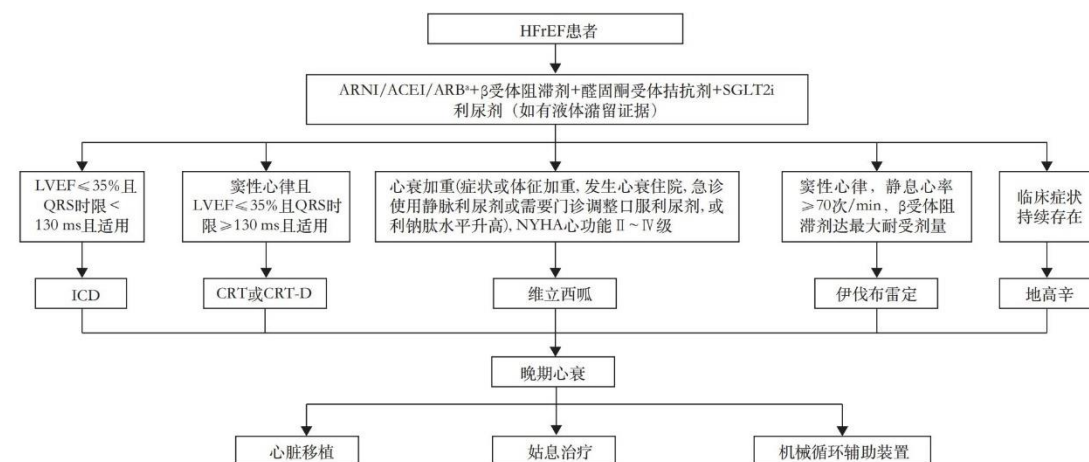 HFrEF患者
ARNI/ACEI/ARBᵃ+β受体阻滞剂+醛固酮受体拮抗剂+SGLT2i
利尿剂（如有液体潴留证据）
LVEF≤35%且
QRS时限<
130 ms且适用
窦性心律且
LVEF≤35%且QRS时
限≥130 ms且适用
心衰加重(症状或体征加重, 发生心衰住院, 急诊
使用静脉利尿剂或需要门诊调整口服利尿剂, 或
利钠肽水平升高), NYHA心功能Ⅱ~Ⅳ级
窦性心律，静息心率
≥70次/min，β受体阻
滞剂达最大耐受剂量
临床症状
持续存在
ICD
CRT或CRT-D
维立西呱
伊伐布雷定
地高辛
晚期心衰
心脏移植
姑息治疗
机械循环辅助装置